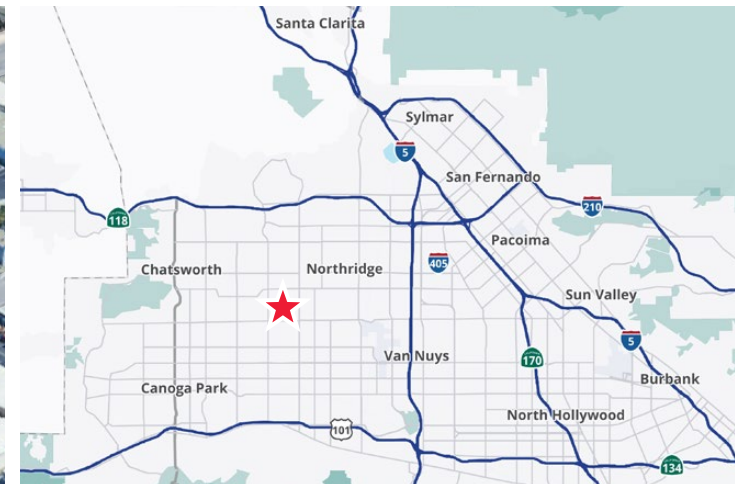 Santa Clarita
Sylmar
5
San Fernando
210
118
Pacoima
405
Chatsworth
Northridge
Sun Valley
5
Van Nuys
170
Burbank
Canoga Park
North Hollywood
101
134